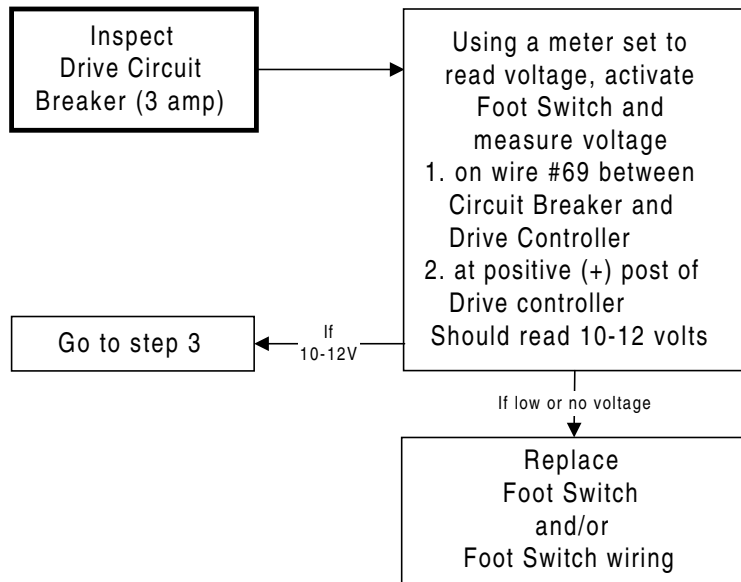 Inspect
Drive Circuit
Breaker (3 amp)
Using a meter set to
read voltage, activate
Foot Switch and
measure voltage
1. on wire #69 between
Circuit Breaker and
Drive Controller
2. at positive (+) post of
Drive controller
Should read 10-12 volts
If
10-12V
Go to step 3
If low or no voltage
Replace
Foot Switch
and/or
Foot Switch wiring